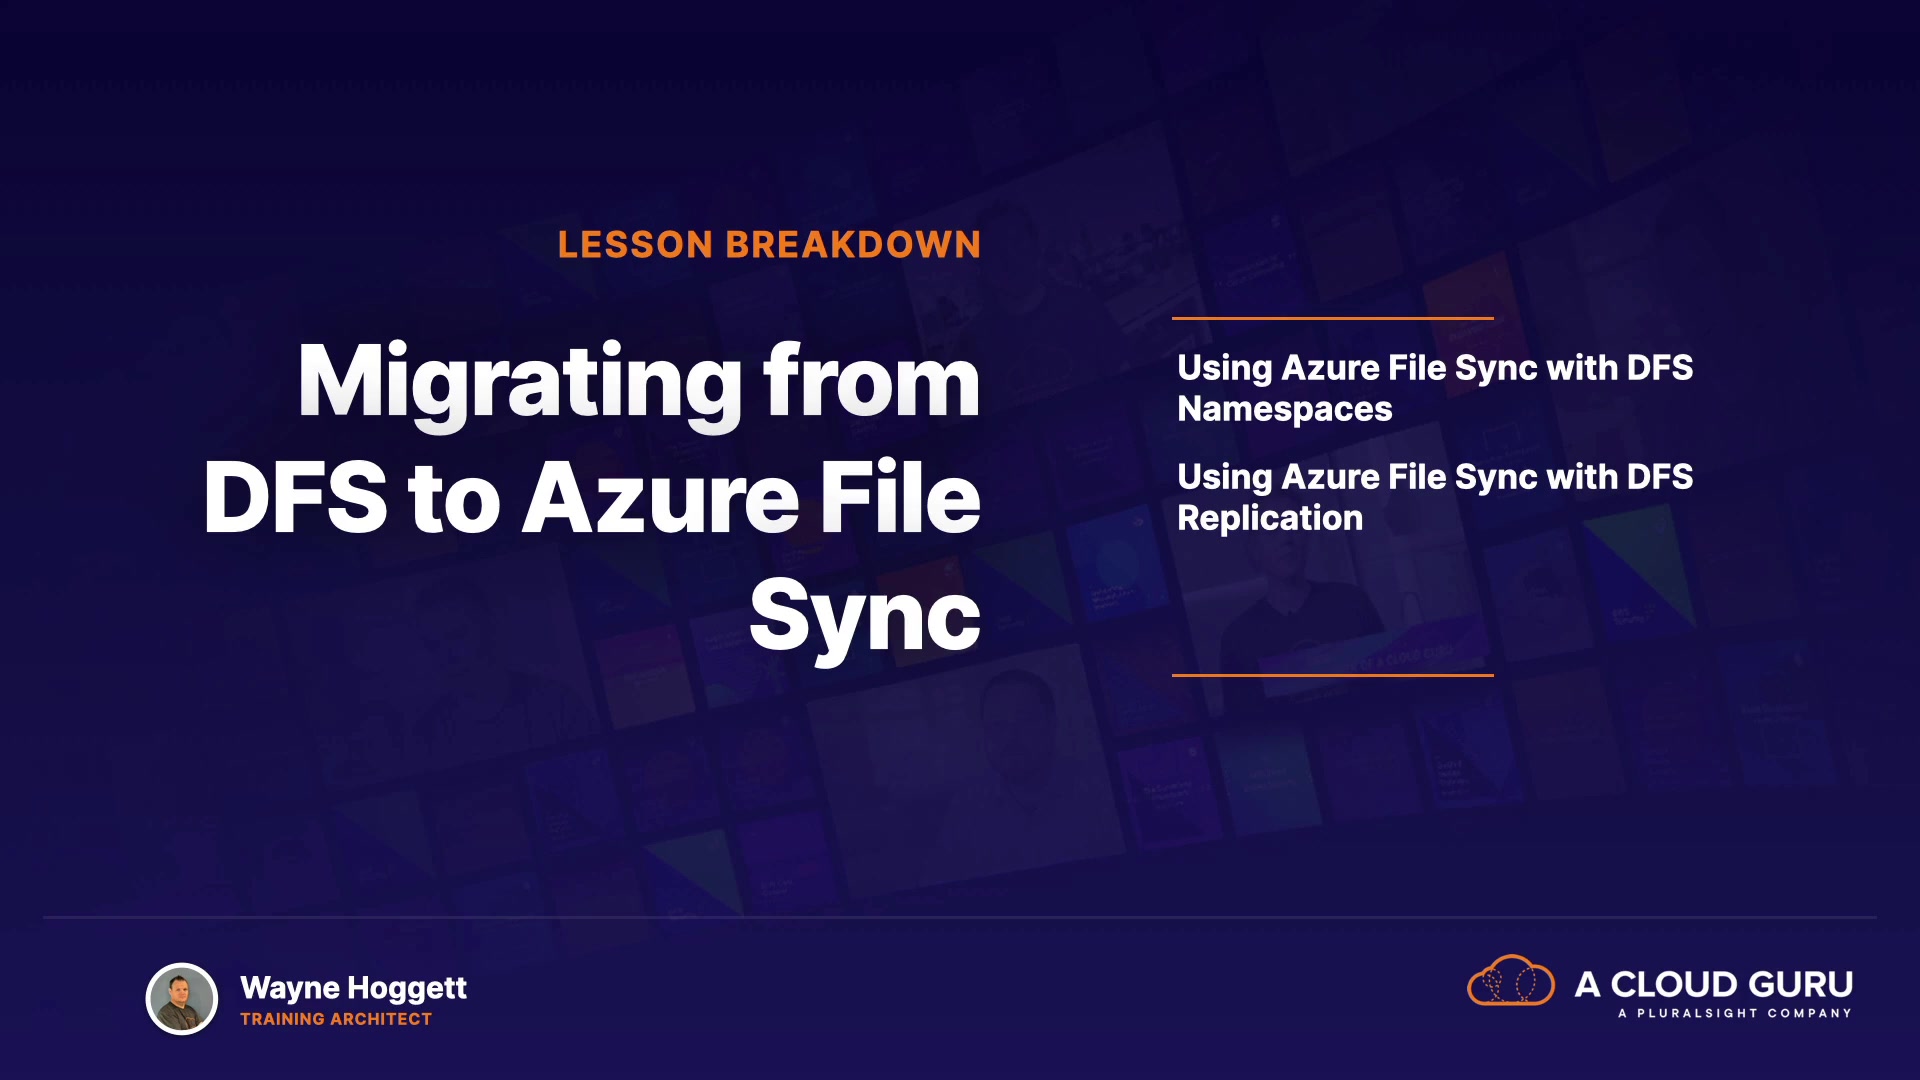 LESSON BREAKDOWN
Migrating from
DFS to Azure File
Sync
Using Azure File Sync with DFS
Namespaces
Using Azure File Sync with DFS
Replication
Wayne Hoggett
TRAINING ARCHITECT
A CLOUD GURU
A PLURALSIGHT COMPANY